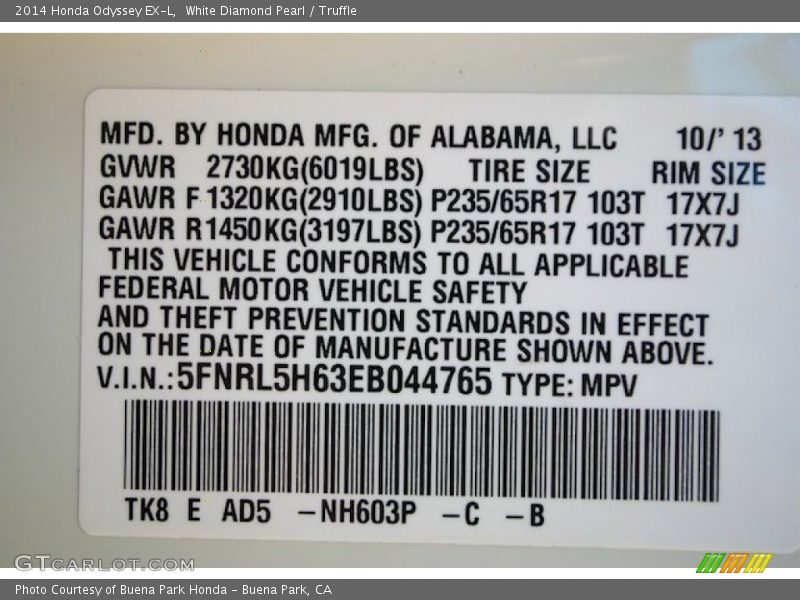 2014 Honda Odyssey EX-L,  White Diamond Pearl / Truffle
MFD. BY HONDA MFG. OF ALABAMA, LLC 10/' 13
GVWR 2730KG(6019LBS) TIRE SIZE RIM SIZE
GAWR F 1320KG(2910LBS) P235/65R17 103T 17X7J
GAWR R1450KG(3197LBS) P235/65R17 103T 17X7J
THIS VEHICLE CONFORMS TO ALL APPLICABLE
FEDERAL MOTOR VEHICLE SAFETY
AND THEFT PREVENTION STANDARDS IN EFFECT
ON THE DATE OF MANUFACTURE SHOWN ABOVE.
V.I.N.:5FNRL5H63EB044765 TYPE: MPV
TK8 E AD5 -NH603P -C -B
GTCARLOT.COM
Photo Courtesy of Buena Park Honda - Buena Park, CA